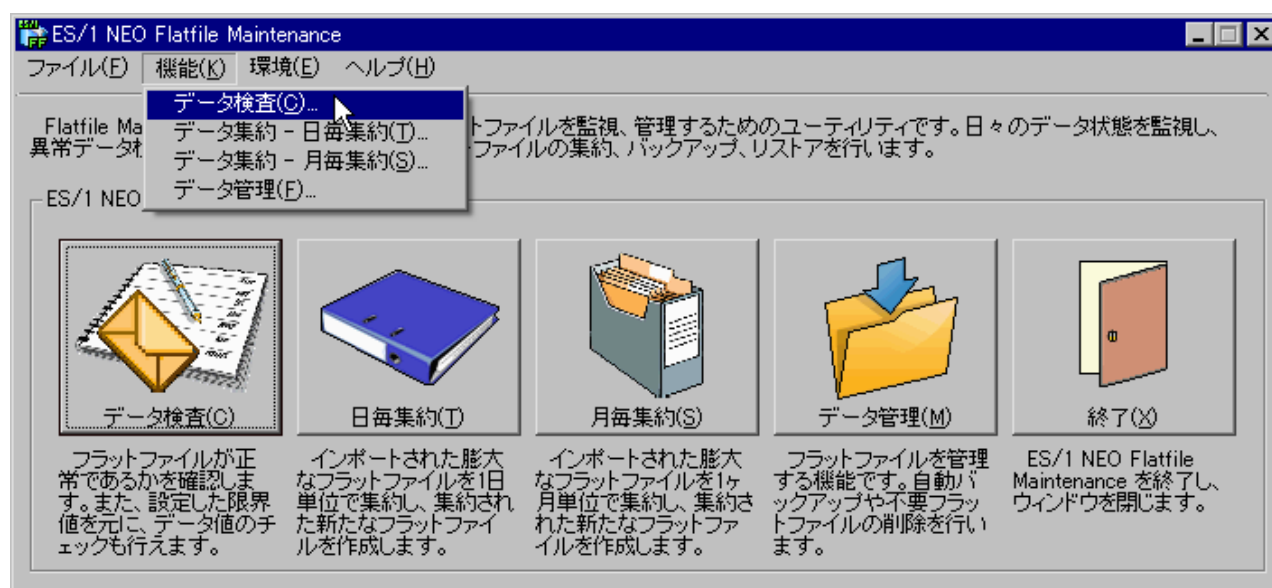 ES/1 NEO Flatfile Maintenance
ファイル(F) 機能(K) 環境(E) ヘルプ(H)
データ検査(C)...
データ集約 - 日毎集約(T)...
データ集約 - 月毎集約(S)...
データ管理(F)...
Flatfile Ma トファイルを監視、管理するためのユーティリティです。日々のデータ状態を監視し、
異常データ ーファイルの集約、バックアップ、リストアを行います。
ES/1 NEO
データ検査(C)
日毎集約(T)
月毎集約(S)
データ管理(M)
終了(X)
フラットファイルが正
常であるかを確認しま
す。また、設定した限界
値を元に、データ値のチ
ェックも行えます。
インポートされた膨大
なフラットファイルを1日
単位で集約し、集約され
た新たなフラットファイ
ルを作成します。
インポートされた膨大
なフラットファイルを1ヶ
月単位で集約し、集約さ
れた新たなフラットファ
イルを作成します。
フラットファイルを管理
する機能です。自動バ
ックアップや不要フラッ
トファイルの削除を行い
ます。
ES/1 NEO Flatfile
Maintenance を終了し、
ウィンドウを閉じます。